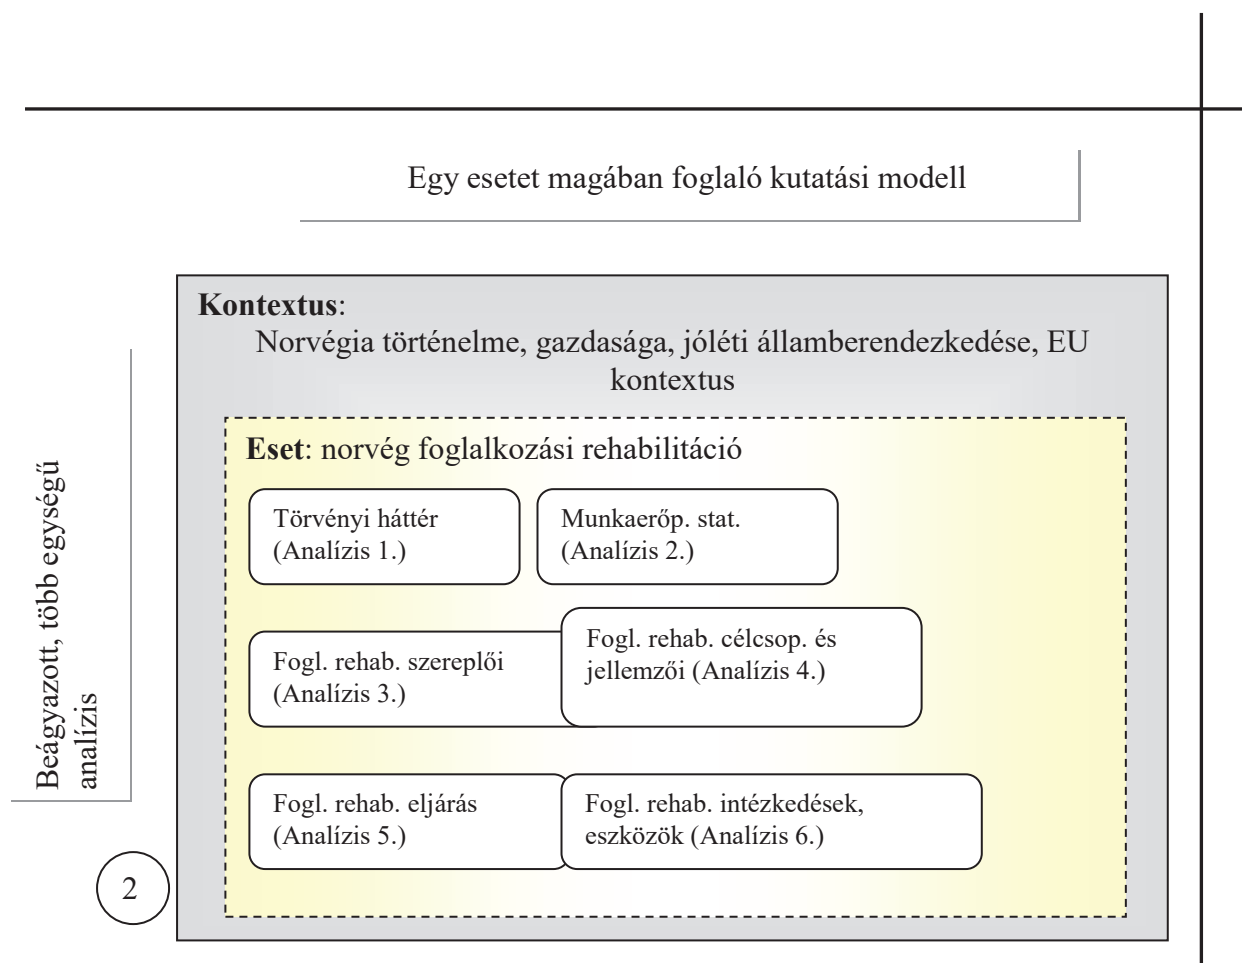 Egy esetet magában foglaló kutatási modell
Kontextus:
Norvégia történelme, gazdasága, jóléti államberendezkedése, EU
kontextus
Eset: norvég foglalkozási rehabilitáció
Törvényi háttér
(Analízis 1.)
Munkaerőp. stat.
(Analízis 2.)
Fogl. rehab. szereplői
(Analízis 3.)
Fogl. rehab. célcsop. és
jellemzői (Analízis 4.)
Fogl. rehab. eljárás
(Analízis 5.)
Fogl. rehab. intézkedések,
eszközök (Analízis 6.)
Beágyazott, több egységű
analízis
2